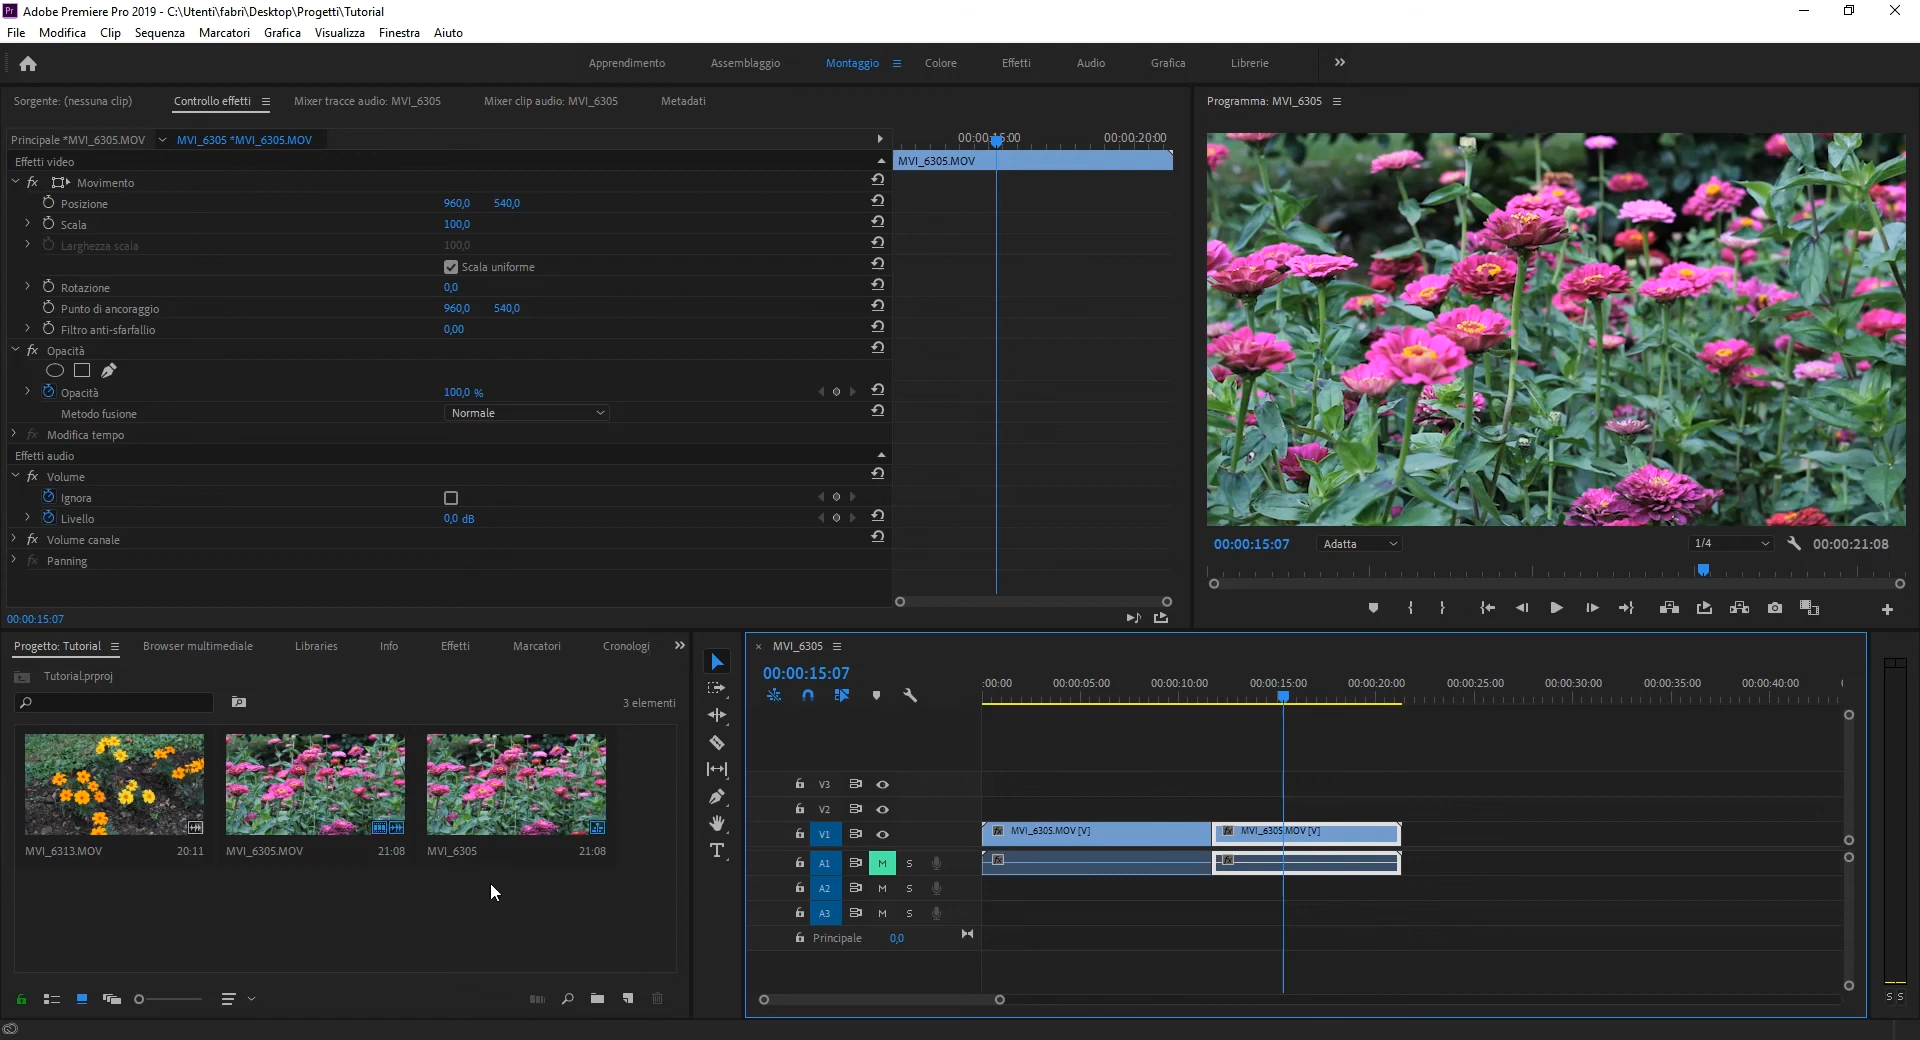 Pr Adobe Premiere Pro 2019 - C:\Utenti\fabri\Desktop\Progetti\Tutorial
File Modifica Clip Sequenza Marcatori Grafica Visualizza Finestra Aiuto
Apprendimento Assemblaggio Montaggio Colore Effetti Audio Grafica Librerie
Sorgente: (nessuna clip) Controllo effetti Mixer tracce audio: MVI_6305 Mixer clip audio: MVI_6305 Metadati
Programma: MVI_6305
Principale *MVI_6305.MOV MVI_6305 *MVI_6305.MOV
00:00:15:00 00:00:20:00
Effetti video
MVI_6305.MOV
fx Movimento
Posizione 960,0 540,0
Scala 100,0
Larghezza scala 100,0
Scala uniforme
Rotazione 0,0
Punto di ancoraggio 960,0 540,0
Filtro anti-sfarfallio 0,00
fx Opacità
Opacità 100,0 %
Metodo fusione Normale
fx Modifica tempo
Effetti audio
fx Volume
Ignora
Livello 0,0 dB
fx Volume canale
fx Panning
00:00:15:07
00:00:15:07 Adatta 1/4 00:00:21:08
Progetto: Tutorial Browser multimediale Libraries Info Effetti Marcatori Cronologi
Tutorial.prproj
3 elementi
MVI_6313.MOV 20:11
MVI_6305.MOV 21:08
MVI_6305 21:08
MVI_6305
00:00:15:07
:00:00 00:00:05:00 00:00:10:00 00:00:15:00 00:00:20:00 00:00:25:00 00:00:30:00 00:00:35:00 00:00:40:00
V3
V2
V1 fx MVI_6305.MOV [V] fx MVI_6305.MOV [V]
A1 M S fx fx
A2 M S
A3 M S
Principale 0,0
S S